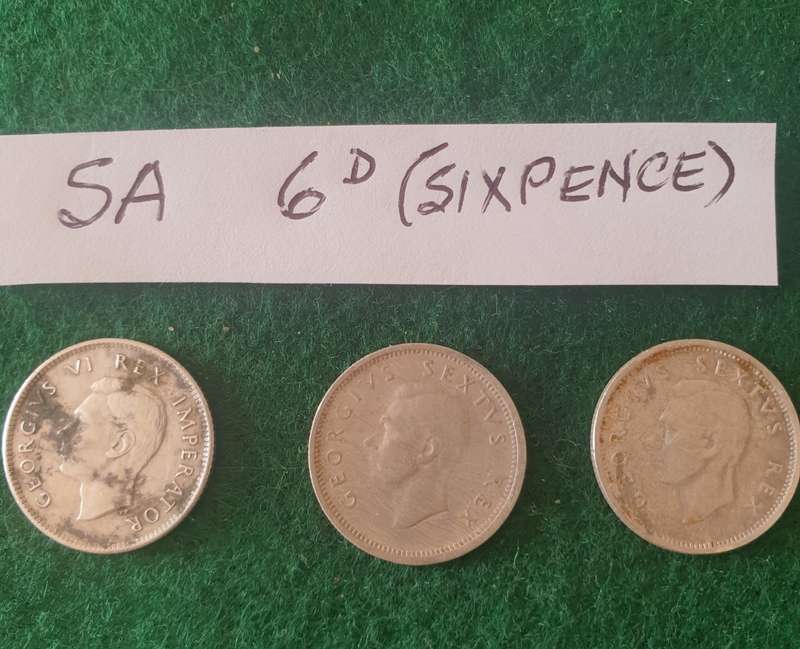 SA 6D (SIXPENCE)
GEORGIVS VI REX IMPERATOR
GEORGIVS SEXTVS REX
GEORGIVS SEXTVS REX